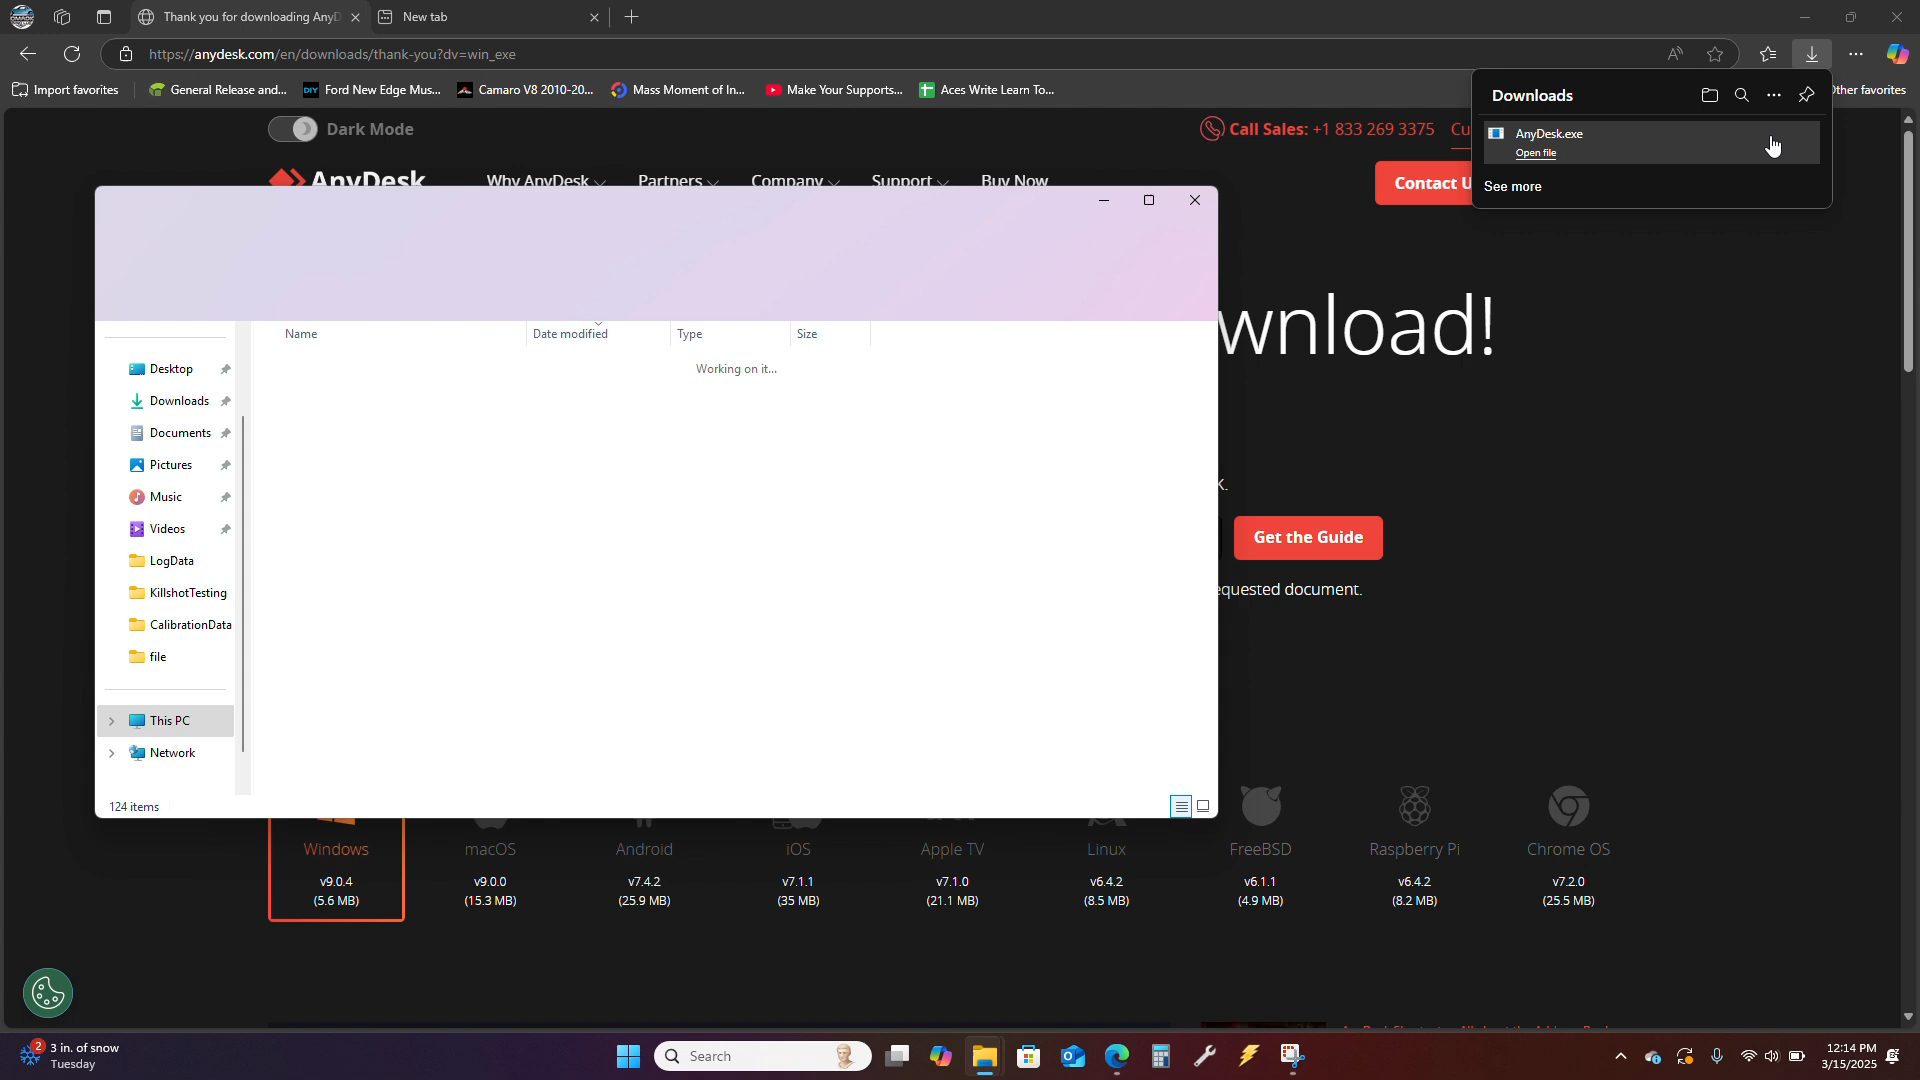 Thank you for downloading AnyD
New tab
https://anydesk.com/en/downloads/thank-you?dv=win_exe
Import favorites
General Release and...
Ford New Edge Mus...
Camaro V8 2010-20...
Mass Moment of In...
Make Your Supports...
Aces Write Learn To...
ther favorites
Downloads
AnyDesk.exe
Open file
See more
Dark Mode
Call Sales: +1 833 269 3375
Cu
AnyDesk
Why AnyDesk
Partners
Company
Support
Buy Now
Contact U
wnload!
Name
Date modified
Type
Size
Working on it...
Desktop
Downloads
Documents
Pictures
Music
Videos
LogData
KillshotTesting
CalibrationData
file
This PC
Network
124 items
k.
Get the Guide
equested document.
Windows
v9.0.4
(5.6 MB)
macOS
v9.0.0
(15.3 MB)
Android
v7.4.2
(25.9 MB)
iOS
v7.1.1
(35 MB)
Apple TV
v7.1.0
(21.1 MB)
Linux
v6.4.2
(8.5 MB)
FreeBSD
v6.1.1
(4.9 MB)
Raspberry Pi
v6.4.2
(8.2 MB)
Chrome OS
v7.2.0
(25.5 MB)
2
3 in. of snow
Tuesday
Search
12:14 PM
3/15/2025